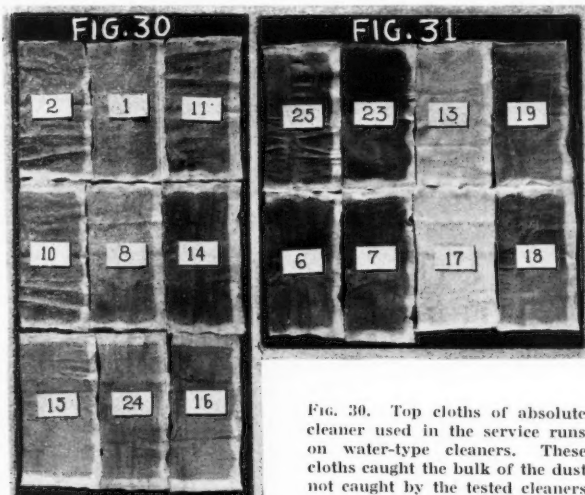 FIG. 30
FIG. 31
2 1 11
10 8 14
15 24 16
25 23 13 19
6 7 17 18
Fig. 30. Top cloths of absolute
cleaner used in the service runs
on water-type cleaners. These
cloths caught the bulk of the dust
not caught by the tested cleaners